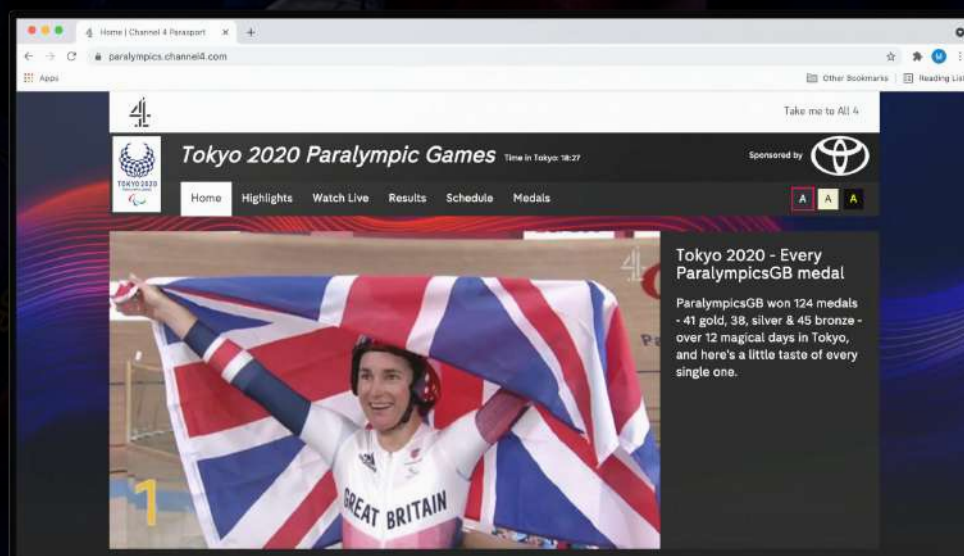 Home | Channel 4 Parasport
paralympics.channel4.com
Apps
Other Bookmarks
Reading List
4
Take me to All 4
TOKYO 2020
Tokyo 2020 Paralympic Games
Time in Tokyo: 18:27
Sponsored by
Home
Highlights
Watch Live
Results
Schedule
Medals
A
A
A
4
1
GREAT BRITAIN
Tokyo 2020 - Every
ParalympicsGB medal
ParalympicsGB won 124 medals
- 41 gold, 38, silver & 45 bronze -
over 12 magical days in Tokyo,
and here's a little taste of every
single one.